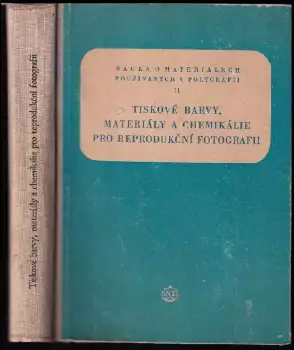 Tiskové barvy, materiály a chemikálie pro reprodukční fotografii
NAUKA O MATERIÁLECH
POUŽÍVANÝCH V POLYGRAFII
II
TISKOVÉ BARVY,
MATERIÁLY A CHEMIKÁLIE
PRO REPRODUKČNÍ FOTOGRAFII
SNTL